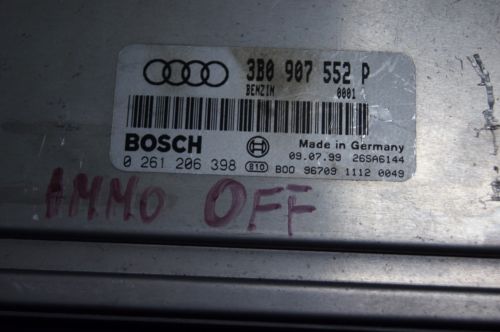 3B0 907 552 P
BENZIN 0001
BOSCH
Made in Germany
0 261 206 398
09.07.99 26SA6144
810
B00 96709 1112 0049
IMMO OFF